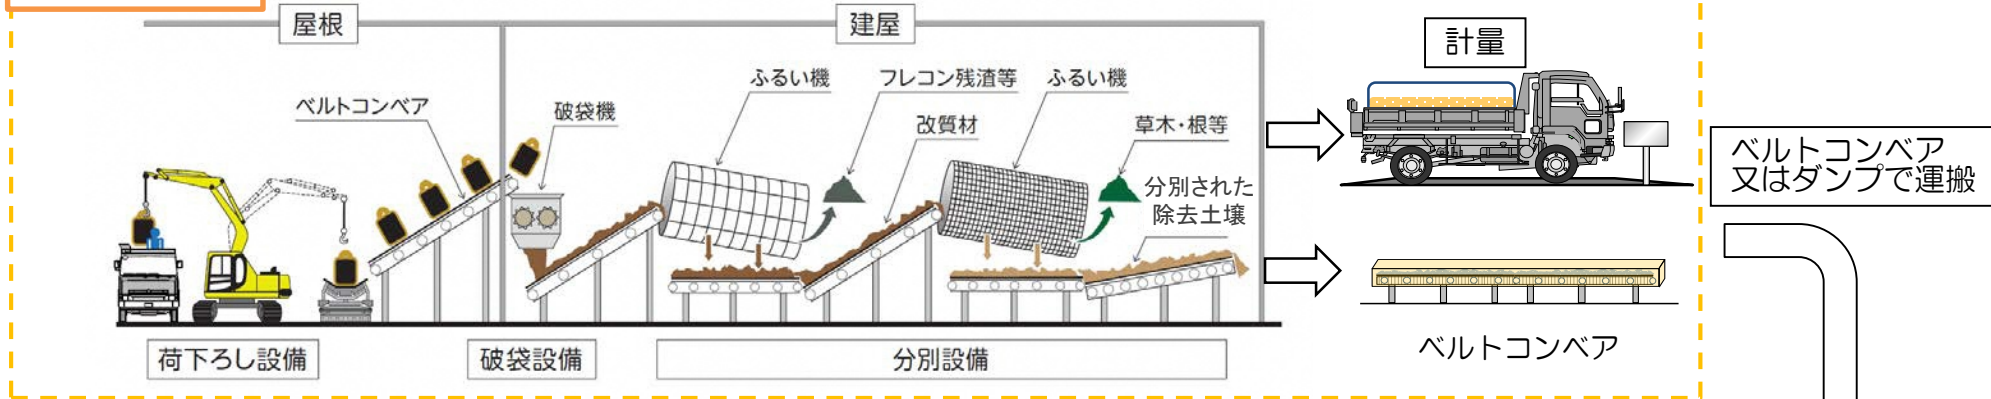 屋根
建屋
計量
ふるい機
フレコン残渣等
ふるい機
ベルトコンベア
破袋機
改質材
草木・根等
ベルトコンベア
又はダンプで運搬
分別された
除去土壌
荷下ろし設備
破袋設備
分別設備
ベルトコンベア